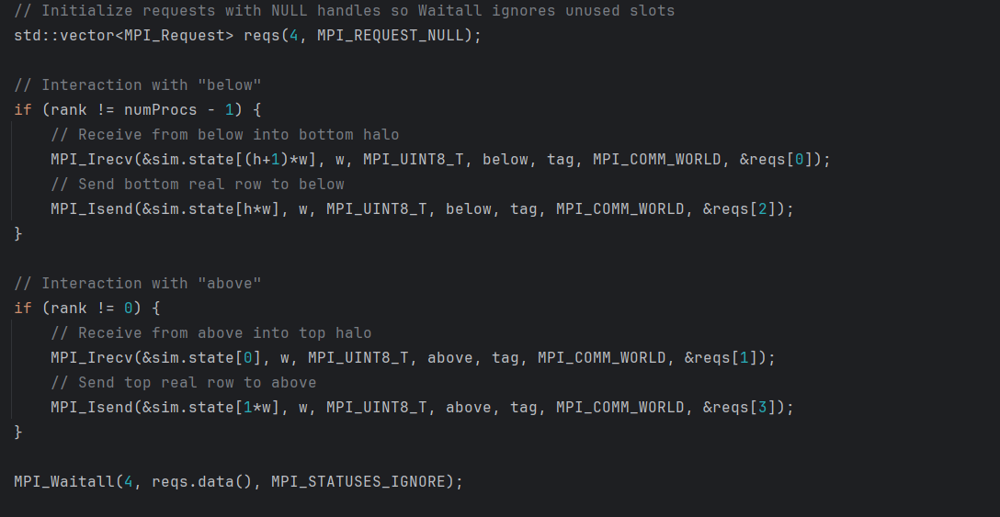 // Initialize requests with NULL handles so Waitall ignores unused slots
std::vector<MPI_Request> reqs(4, MPI_REQUEST_NULL);

// Interaction with "below"
if (rank != numProcs - 1) {
    // Receive from below into bottom halo
    MPI_Irecv(&sim.state[(h+1)*w], w, MPI_UINT8_T, below, tag, MPI_COMM_WORLD, &reqs[0]);
    // Send bottom real row to below
    MPI_Isend(&sim.state[h*w], w, MPI_UINT8_T, below, tag, MPI_COMM_WORLD, &reqs[2]);
}

// Interaction with "above"
if (rank != 0) {
    // Receive from above into top halo
    MPI_Irecv(&sim.state[0], w, MPI_UINT8_T, above, tag, MPI_COMM_WORLD, &reqs[1]);
    // Send top real row to above
    MPI_Isend(&sim.state[1*w], w, MPI_UINT8_T, above, tag, MPI_COMM_WORLD, &reqs[3]);
}

MPI_Waitall(4, reqs.data(), MPI_STATUSES_IGNORE);